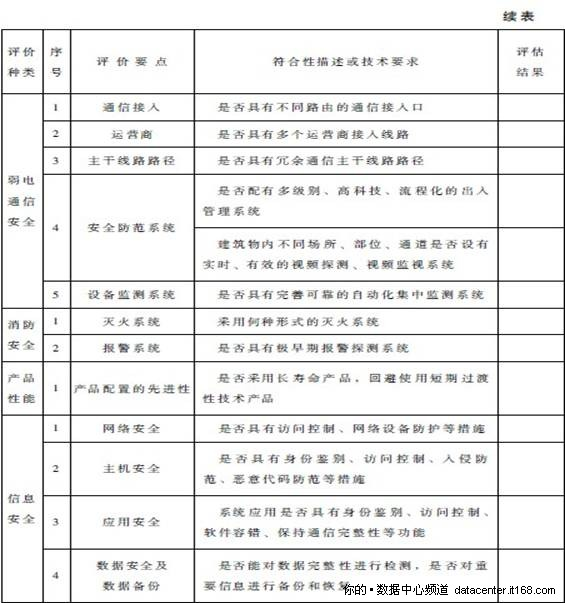 续表
评价
种类
序
号
评价要点
符合性描述或技术要求
评估
结果
弱电
通信
安全
1
通信接入
是否具有不同路由的通信接入口
2
运营商
是否具有多个运营商接入线路
3
主干线路路径
是否具有冗余通信主干线路路径
4
安全防范系统
是否配有多级别、高科技、流程化的出入
管理系统
建筑物内不同场所、部位、通道是否设有
实时、有效的视频探测、视频监视系统
5
设备监测系统
是否具有完善可靠的自动化集中监测系统
消防
安全
1
灭火系统
采用何种形式的灭火系统
2
报警系统
是否具有极早期报警探测系统
产品
性能
1
产品配置的先进性
是否采用长寿命产品，回避使用短期过渡
性技术产品
信息
安全
1
网络安全
是否具有访问控制、网络设备防护等措施
2
主机安全
是否具有身份鉴别、访问控制、入侵防
范、恶意代码防范等措施
3
应用安全
系统应用是否具有身份鉴别、访问控制、
软件容错、保持通信完整性等功能
4
数据安全及
数据备份
是否能对数据完整性进行检测，是否对重
要信息进行备份和恢复
你的·数据中心频道 datacenter.it168.com